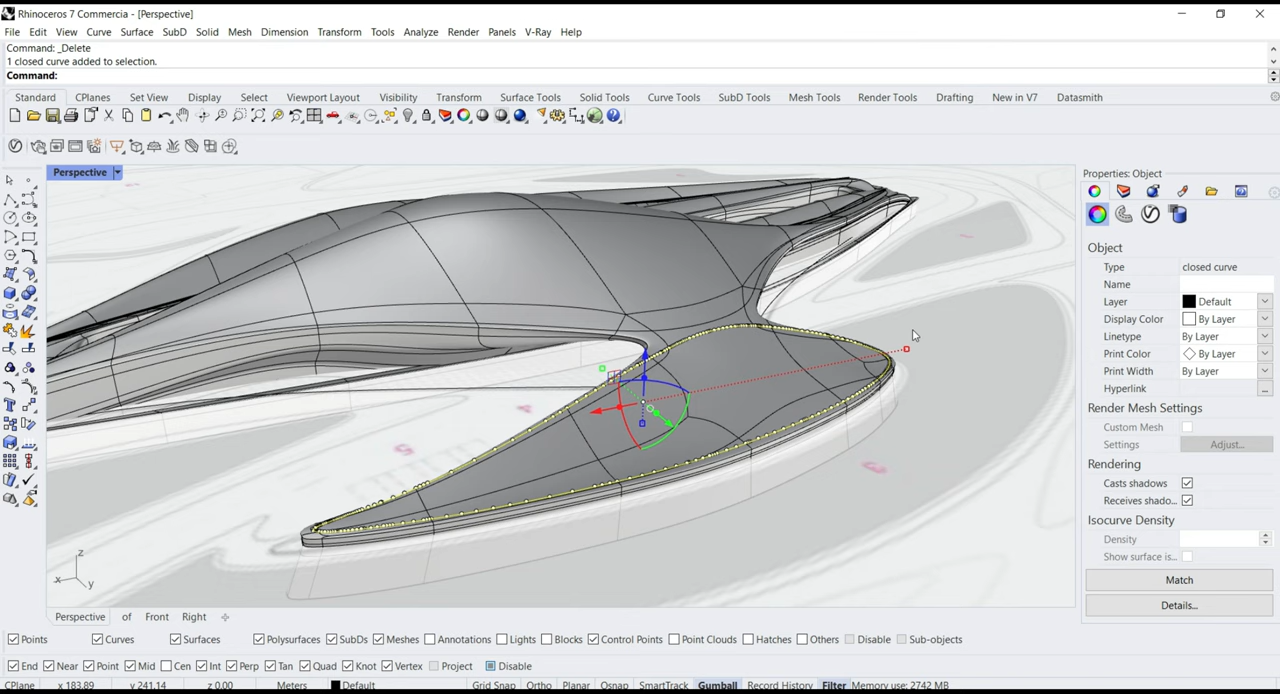 Rhinoceros 7 Commercia - [Perspective]
File Edit View Curve Surface SubD Solid Mesh Dimension Transform Tools Analyze Render Panels V-Ray Help
Command: _Delete
1 closed curve added to selection.
Command:
Standard CPlanes Set View Display Select Viewport Layout Visibility Transform Surface Tools Solid Tools Curve Tools SubD Tools Mesh Tools Render Tools Drafting New in V7 Datasmith
Perspective
Properties: Object
Object
Type closed curve
Name
Layer Default
Display Color By Layer
Linetype By Layer
Print Color By Layer
Print Width By Layer
Hyperlink ...
Render Mesh Settings
Custom Mesh
Settings Adjust...
Rendering
Casts shadows
Receives shado...
Isocurve Density
Density
Show surface is...
Match
Details...
z
x y
Perspective of Front Right
Points Curves Surfaces Polysurfaces SubDs Meshes Annotations Lights Blocks Control Points Point Clouds Hatches Others Disable Sub-objects
End Near Point Mid Cen Int Perp Tan Quad Knot Vertex Project Disable
CPlane x 183.89 y 241.14 z 0.00 Meters Default Grid Snap Ortho Planar Osnap SmartTrack Gumball Record History Filter Memory use: 2742 MB